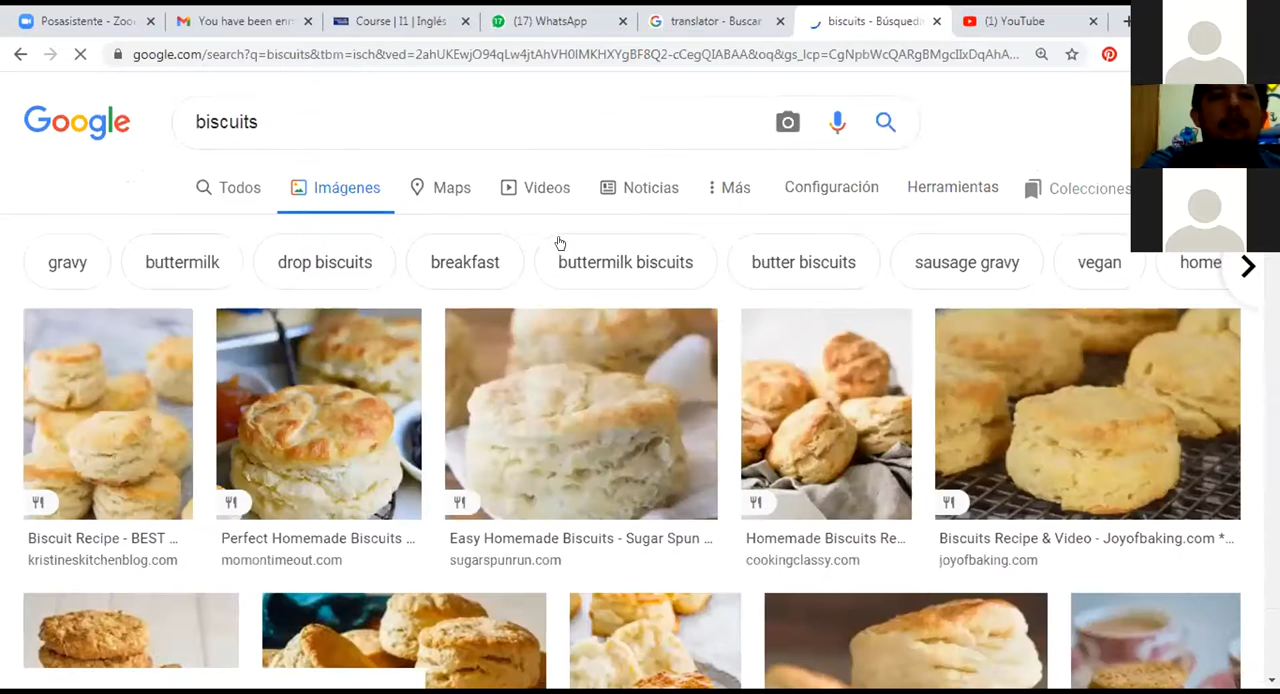 Posasistente - Zoo
You have been enr
Course | I1 | Inglés
(17) WhatsApp
translator - Buscar
biscuits - Búsqued
(1) YouTube
google.com/search?q=biscuits&tbm=isch&ved=2ahUKEwjO94qLw4jtAhVH0lMKHXYgBF8Q2-cCegQIABAA&oq&gs_lcp=CgNpbWcQARgBMgcIIxDqAhA...
Google
biscuits
Todos
Imágenes
Maps
Videos
Noticias
Más
Configuración
Herramientas
Colecciones
gravy
buttermilk
drop biscuits
breakfast
buttermilk biscuits
butter biscuits
sausage gravy
vegan
home
Biscuit Recipe - BEST ...
Perfect Homemade Biscuits ...
Easy Homemade Biscuits - Sugar Spun ...
Homemade Biscuits Re...
Biscuits Recipe & Video - Joyofbaking.com *...
kristineskitchenblog.com
momontimeout.com
sugarspunrun.com
cookingclassy.com
joyofbaking.com